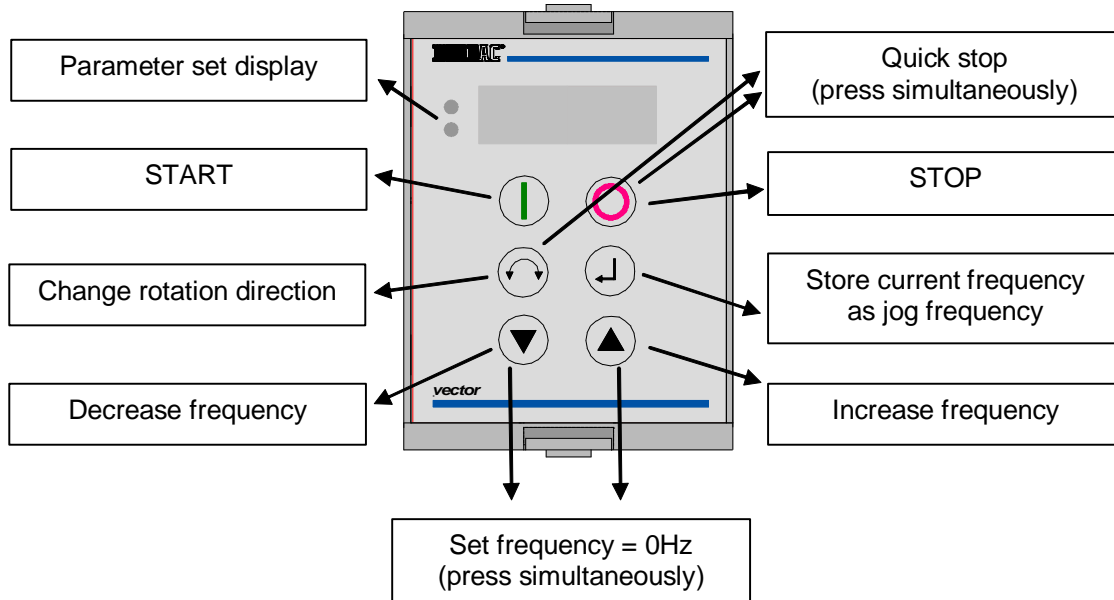 Parameter set display
START
Change rotation direction
Decrease frequency
Quick stop
(press simultaneously)
STOP
Store current frequency
as jog frequency
Increase frequency
vector
Set frequency = 0Hz
(press simultaneously)